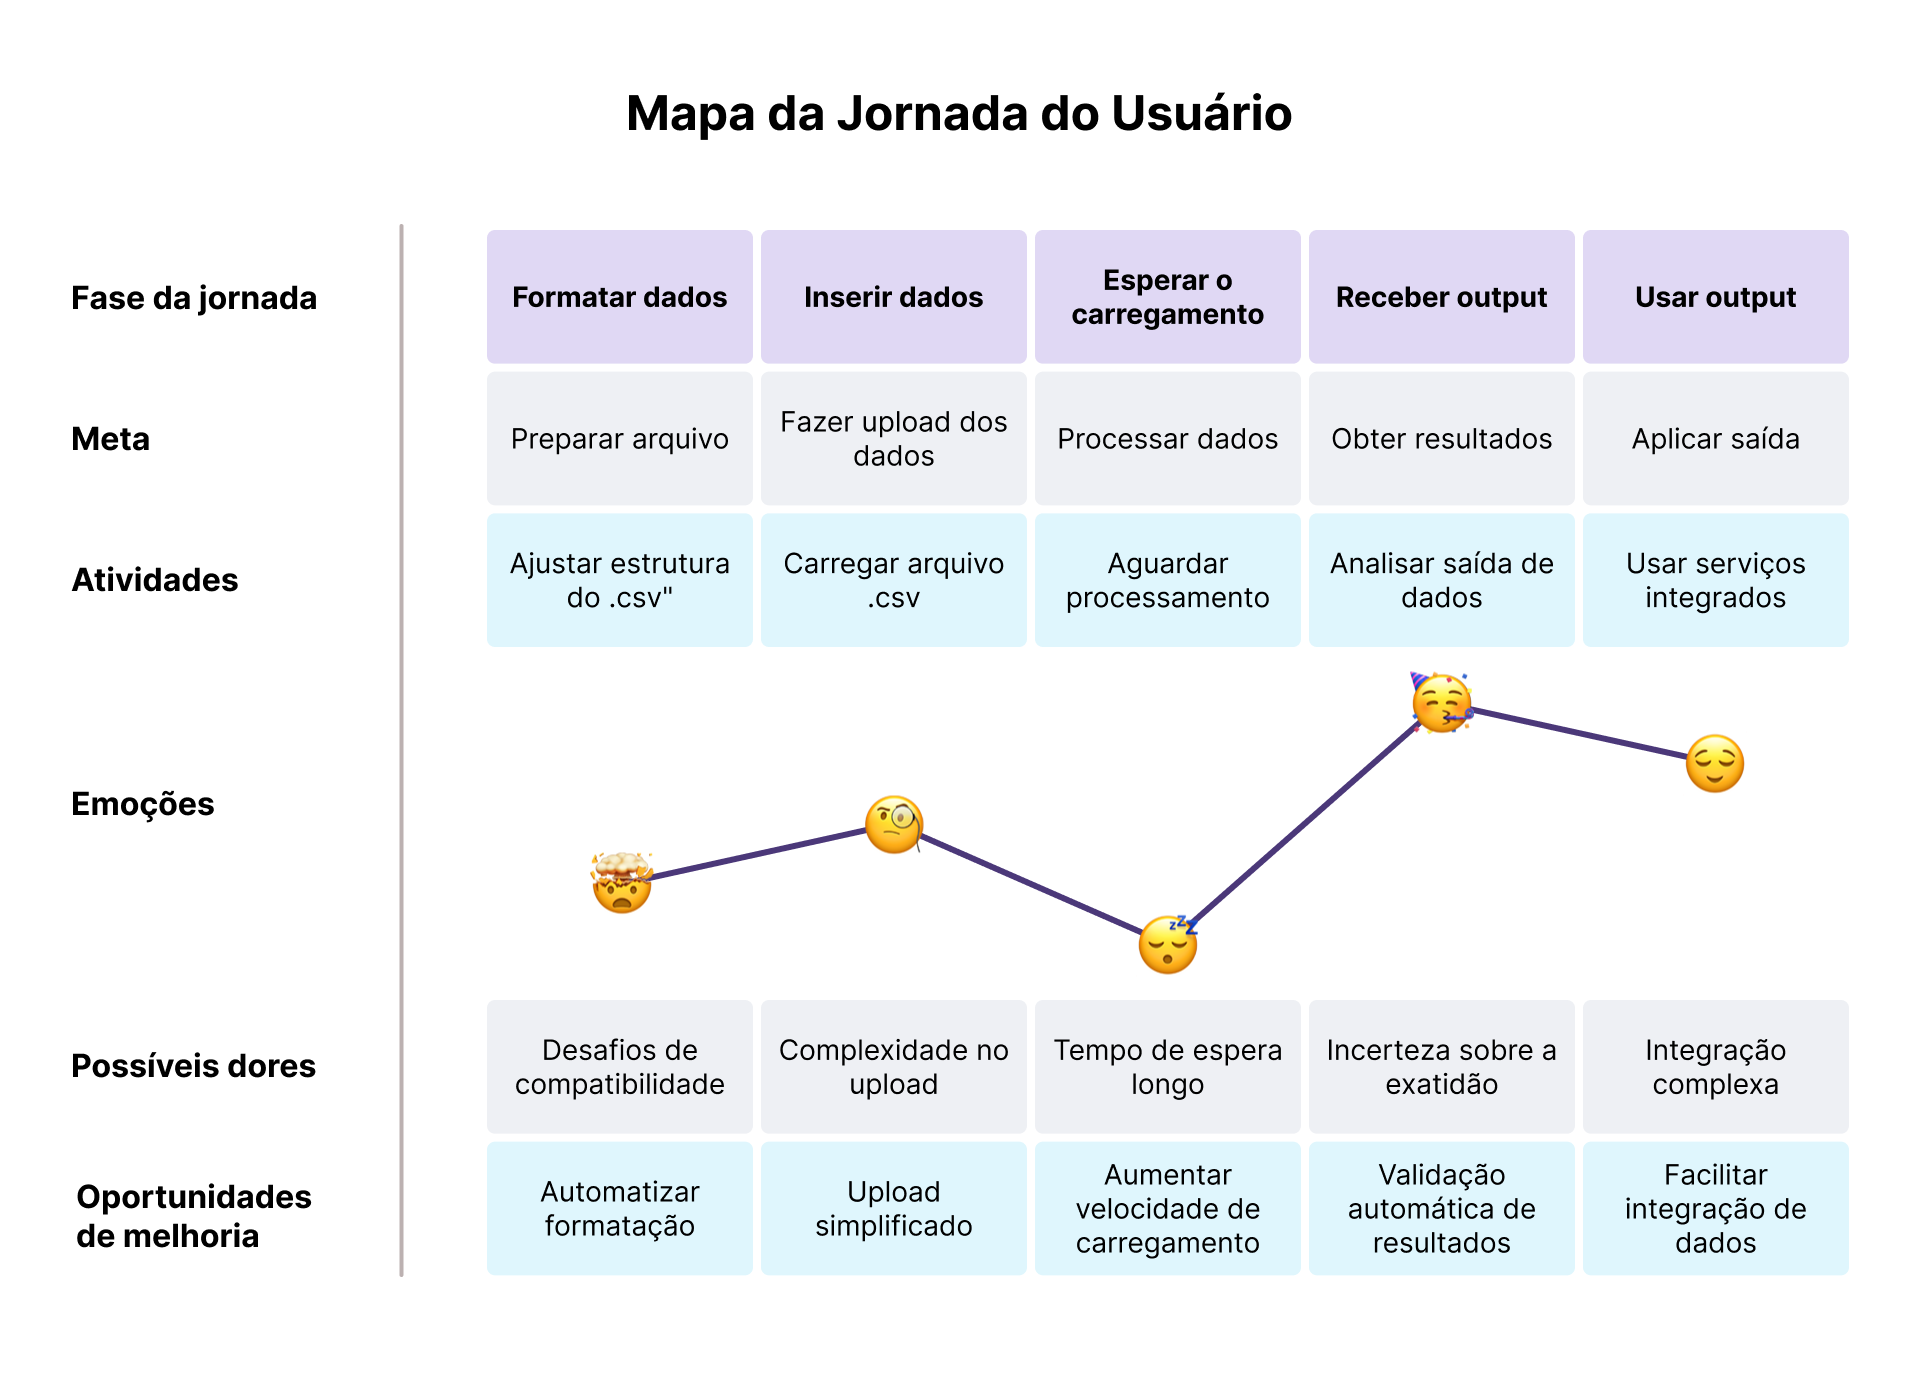 Mapa da Jornada do Usuário
Fase da jornada
Formatar dados
Inserir dados
Esperar o
carregamento
Receber output
Usar output
Meta
Preparar arquivo
Fazer upload dos
dados
Processar dados
Obter resultados
Aplicar saída
Atividades
Ajustar estrutura
do .csv"
Carregar arquivo
.csv
Aguardar
processamento
Analisar saída de
dados
Usar serviços
integrados
Emoções
Possíveis dores
Desafios de
compatibilidade
Complexidade no
upload
Tempo de espera
longo
Incerteza sobre a
exatidão
Integração
complexa
Oportunidades
de melhoria
Automatizar
formatação
Upload
simplificado
Aumentar
velocidade de
carregamento
Validação
automática de
resultados
Facilitar
integração de
dados